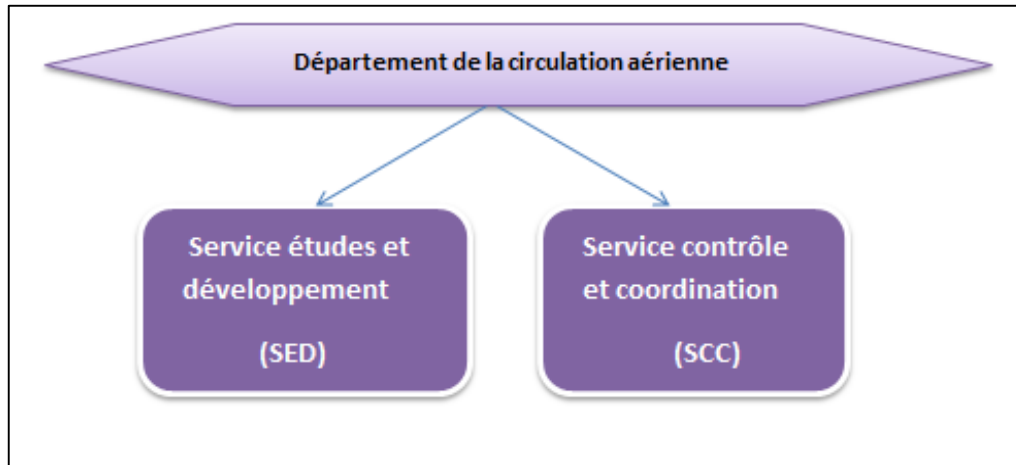 Département de la circulation aérienne
Service études et
développement
(SED)
Service contrôle
et coordination
(SCC)